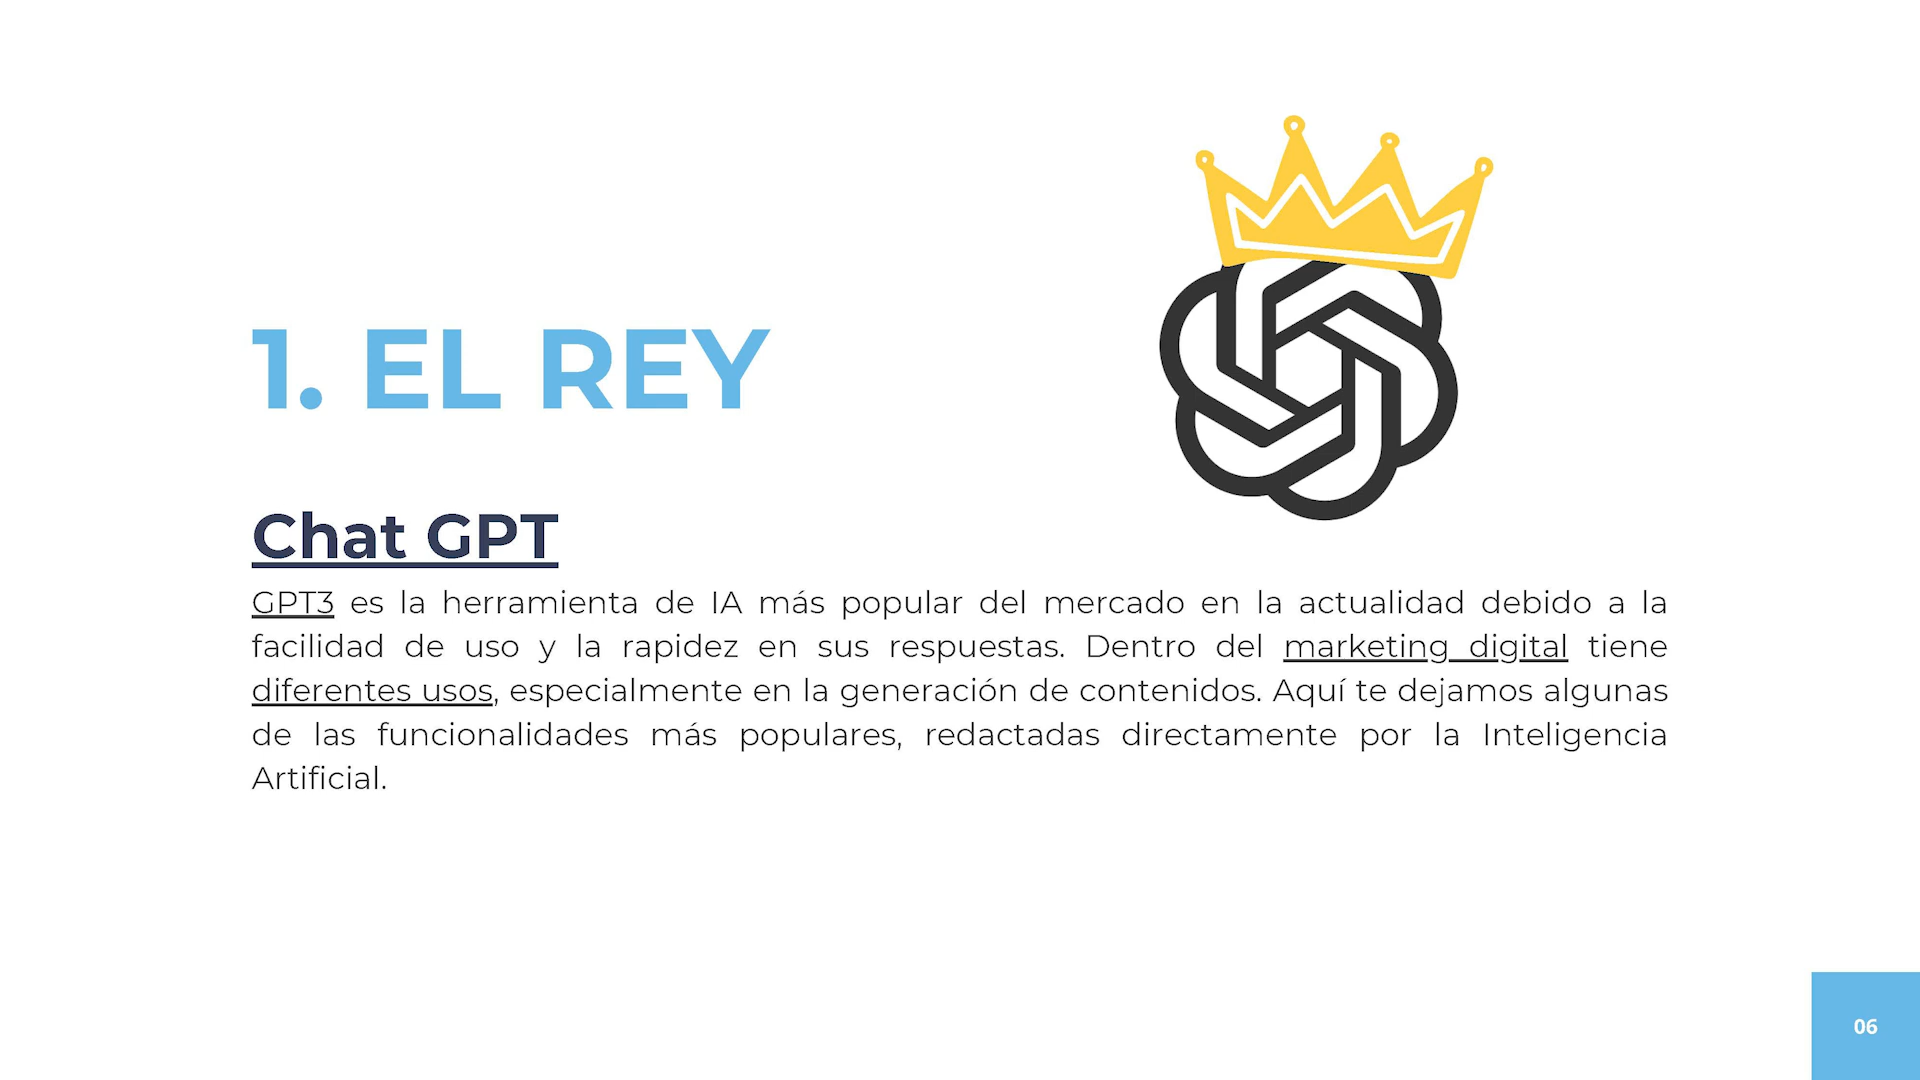 1. EL REY
Chat GPT
GPT3 es la herramienta de IA más popular del mercado en la actualidad debido a la
facilidad de uso y la rapidez en sus respuestas. Dentro del marketing digital tiene
diferentes usos, especialmente en la generación de contenidos. Aquí te dejamos algunas
de las funcionalidades más populares, redactadas directamente por la Inteligencia
Artificial.
06